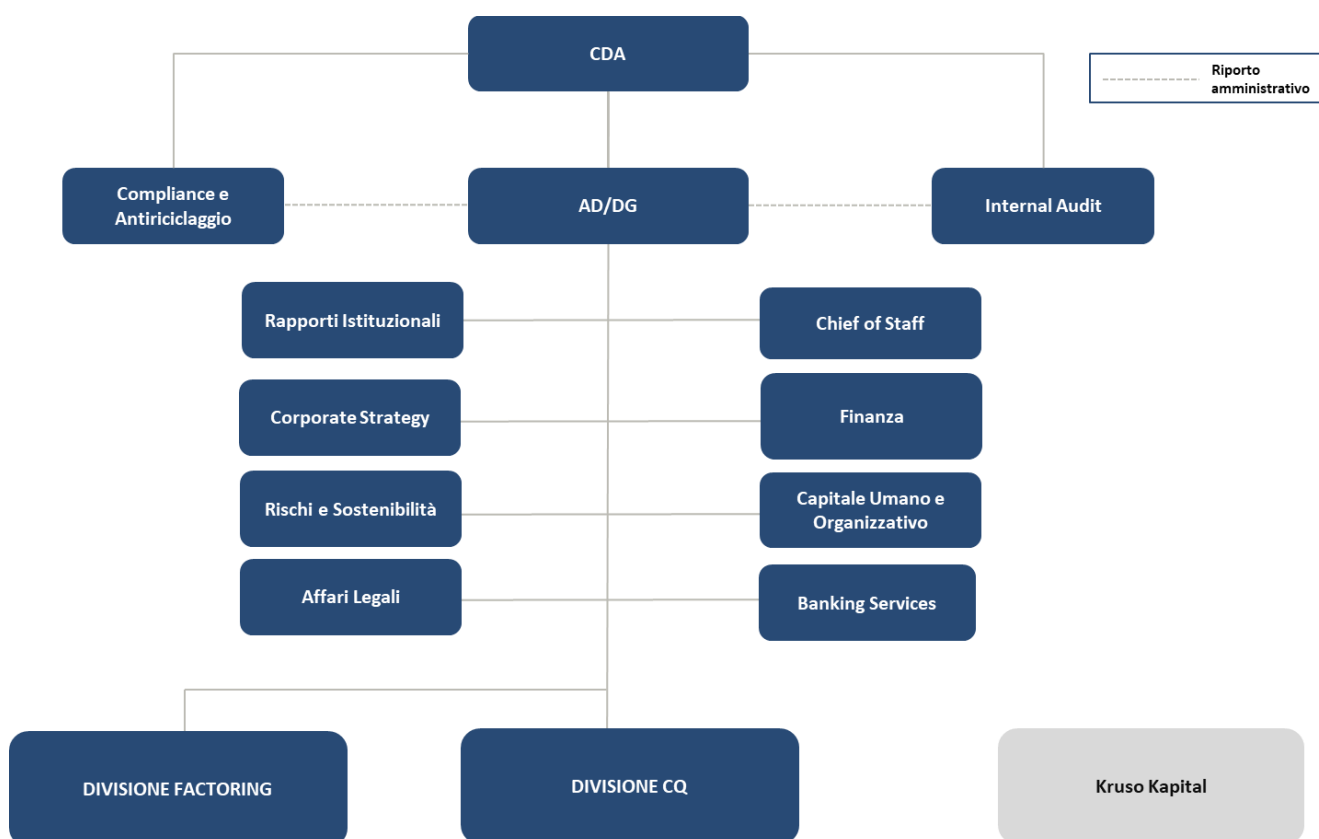 CDA
Riporto
amministrativo
Compliance e
Antiriciclaggio
AD/DG
Internal Audit
Rapporti Istituzionali
Chief of Staff
Corporate Strategy
Finanza
Rischi e Sostenibilità
Capitale Umano e
Organizzativo
Affari Legali
Banking Services
DIVISIONE FACTORING
DIVISIONE CQ
Kruso Kapital